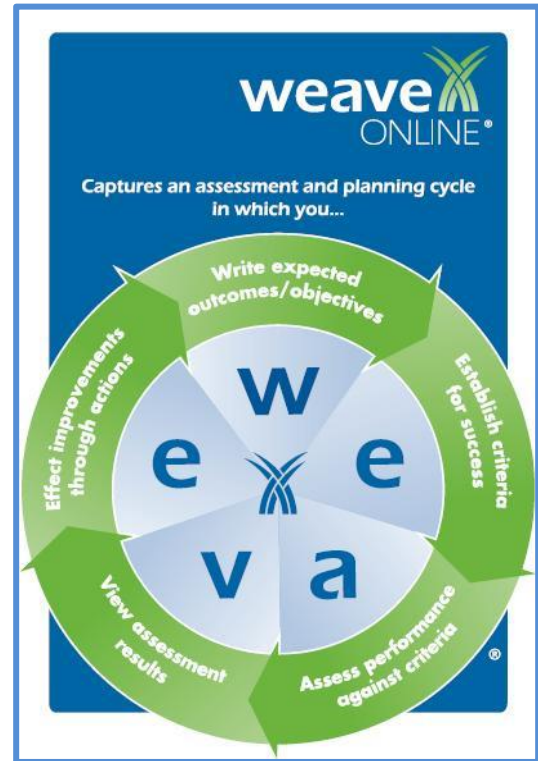 weave
ONLINE®
Captures an assessment and planning cycle
in which you...
Write expected
outcomes/objectives
Establish criteria
for success
Assess performance
against criteria
View assessment
results
Effect improvements
through actions
w
e
a
v
e
®